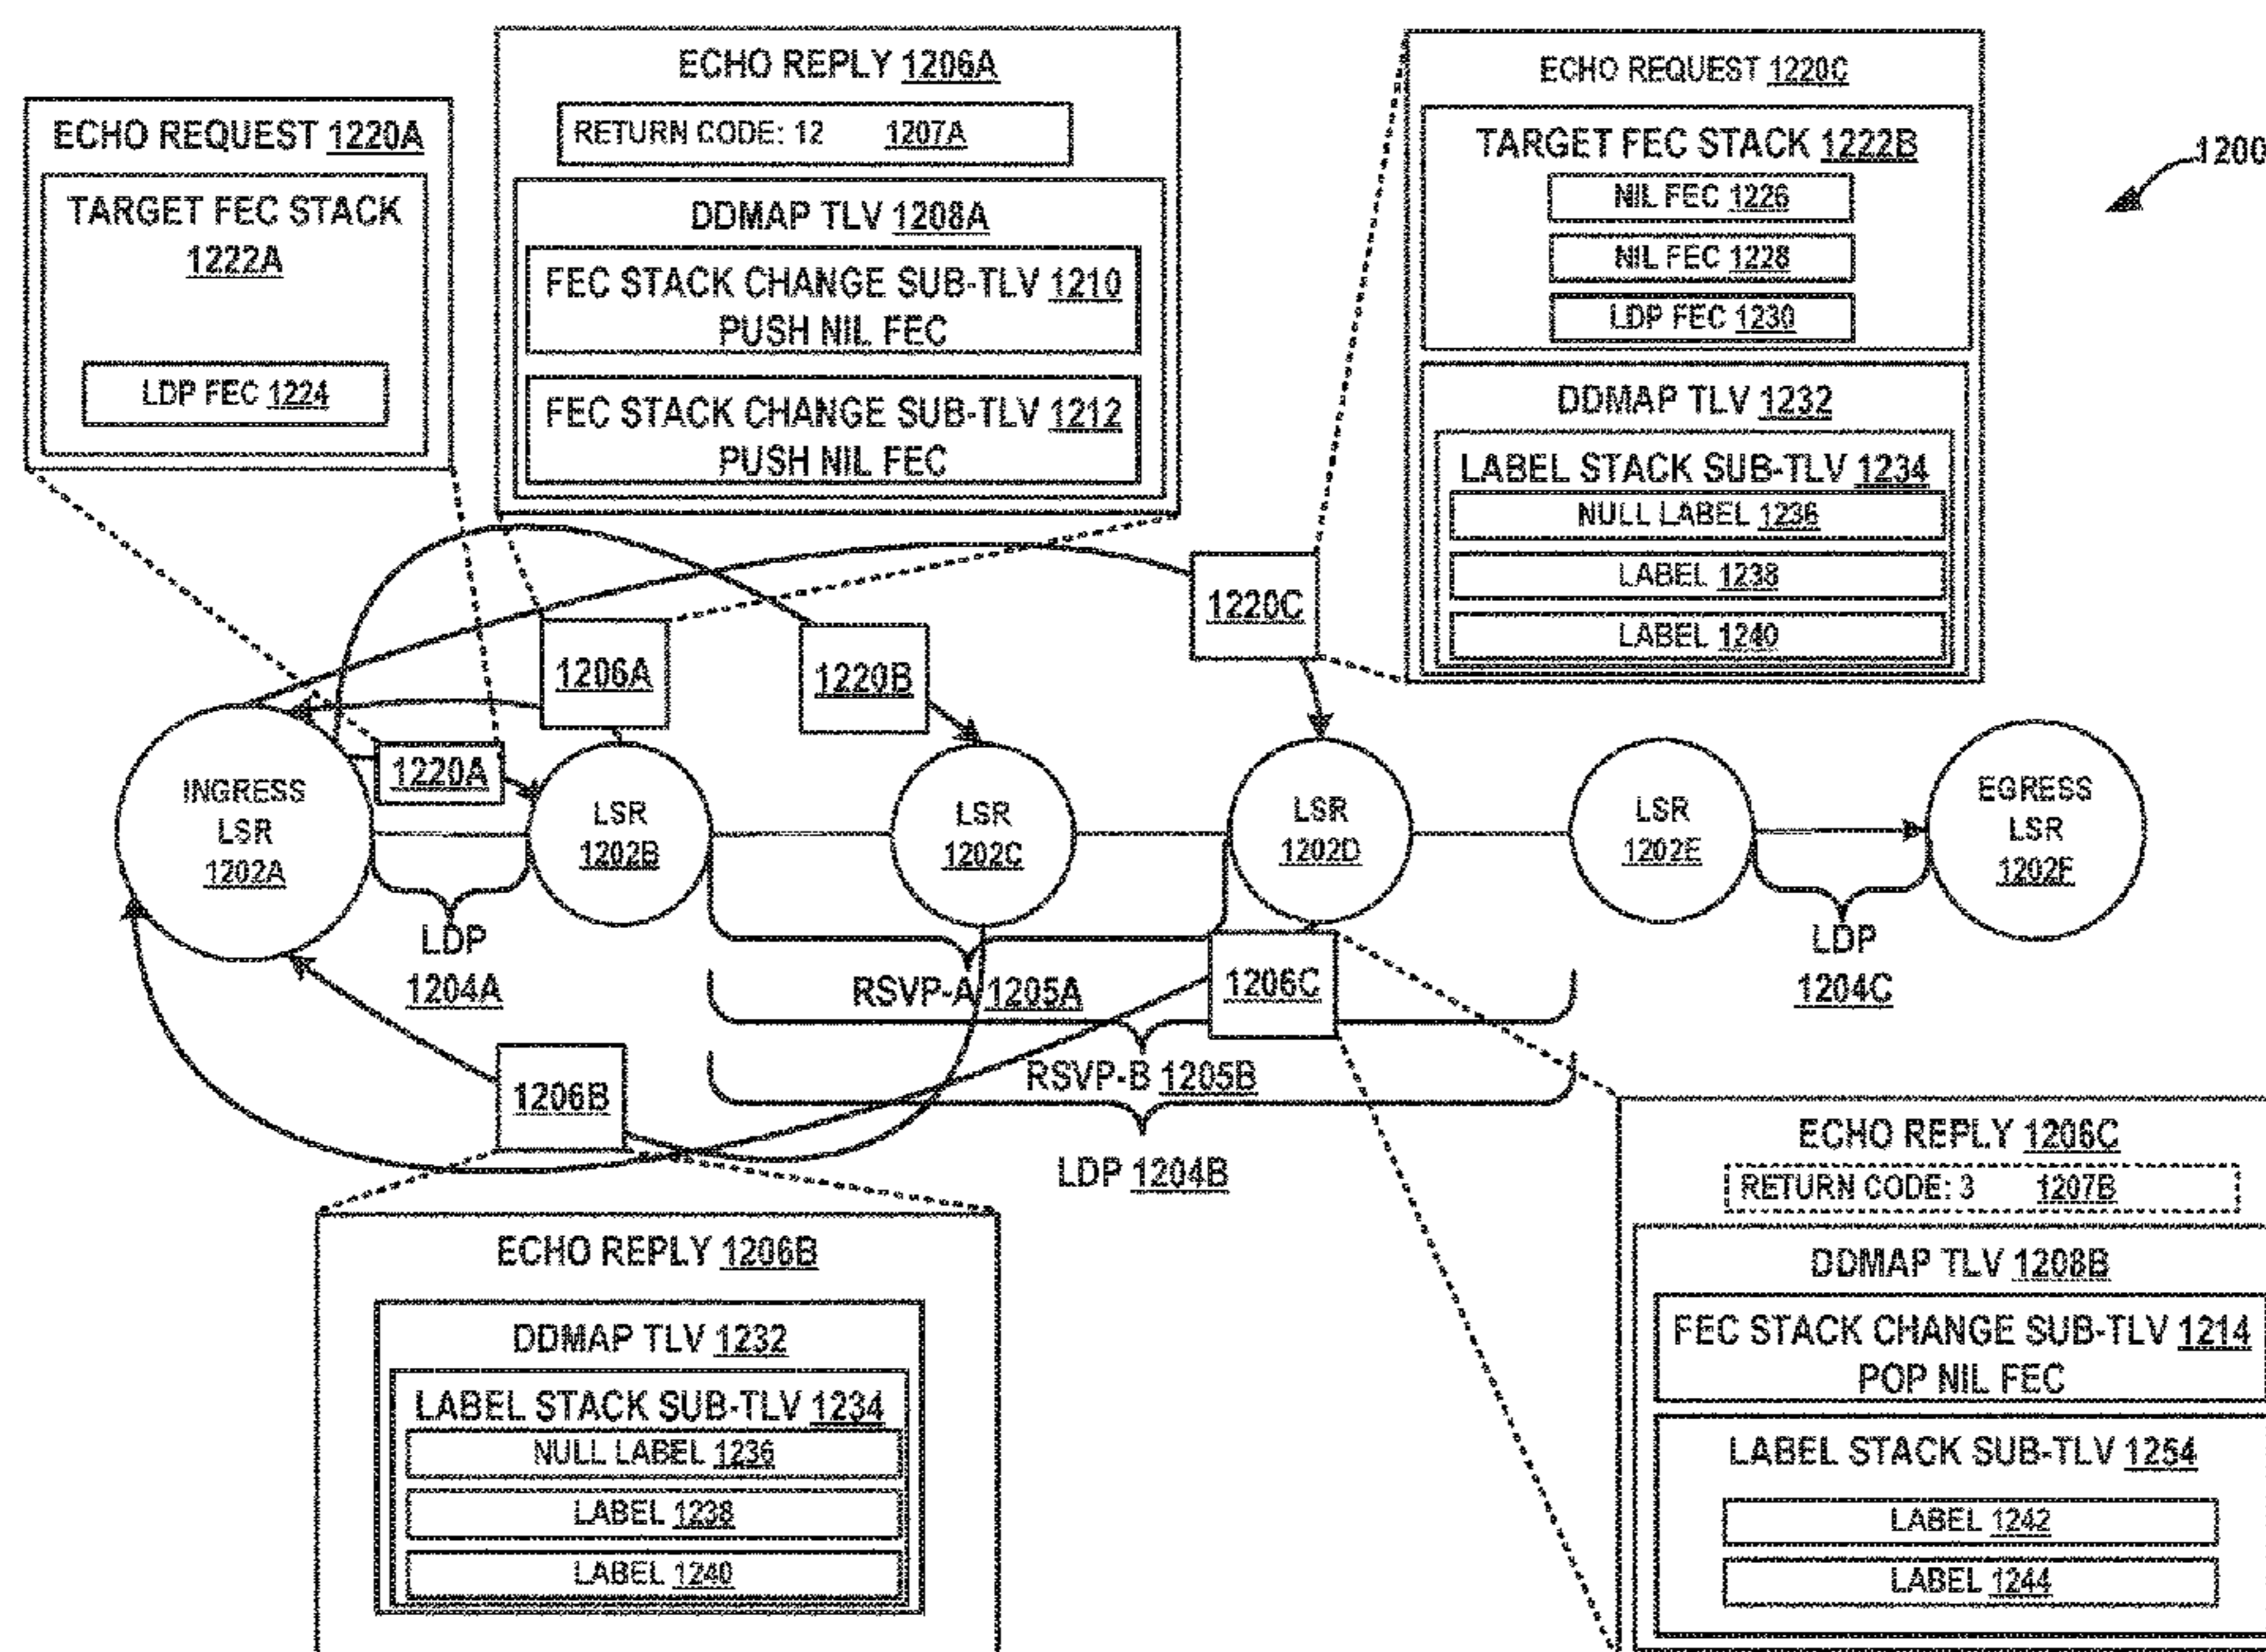 ECHO REQUEST 1220A
TARGET FEC STACK
1222A
LDP FEC 1224
ECHO REPLY 1206A
RETURN CODE: 12 1207A
DDMAP TLV 1208A
FEC STACK CHANGE SUB-TLV 1210
PUSH NIL FEC
FEC STACK CHANGE SUB-TLV 1212
PUSH NIL FEC
ECHO REQUEST 1220C
TARGET FEC STACK 1222B
NIL FEC 1226
NIL FEC 1228
LDP FEC 1230
DDMAP TLV 1232
LABEL STACK SUB-TLV 1234
NULL LABEL 1236
LABEL 1238
LABEL 1240
1200
1220C
1206A
1220B
1220A
INGRESS
LSR
1202A
LSR
1202B
LSR
1202C
LSR
1202D
LSR
1202E
EGRESS
LSR
1202F
LDP
1204A
RSVP-A 1205A
1206C
LDP
1204C
RSVP-B 1205B
1206B
LDP 1204B
ECHO REPLY 1206B
DDMAP TLV 1232
LABEL STACK SUB-TLV 1234
NULL LABEL 1236
LABEL 1238
LABEL 1240
ECHO REPLY 1206C
RETURN CODE: 3 1207B
DDMAP TLV 1208B
FEC STACK CHANGE SUB-TLV 1214
POP NIL FEC
LABEL STACK SUB-TLV 1254
LABEL 1242
LABEL 1244